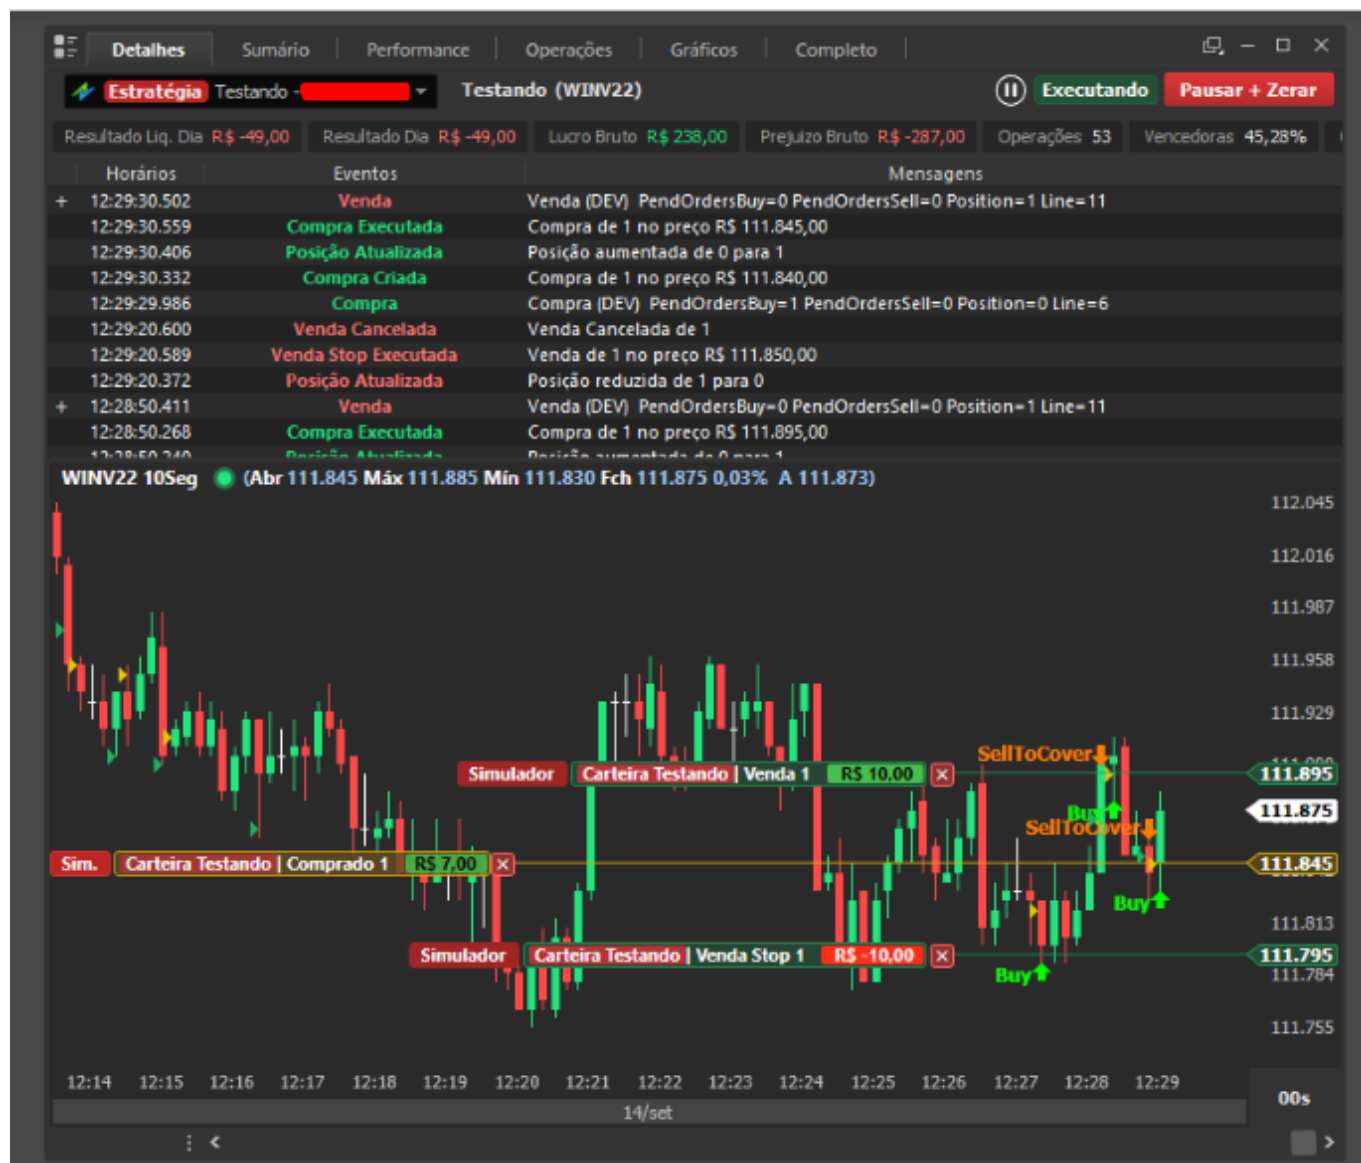 Detalhes Sumário Performance Operações Gráficos Completo
Estratégia Testando - Testando (WINV22) Executando Pausar + Zerar
Resultado Liq. Dia R$ -49,00 Resultado Dia R$ -49,00 Lucro Bruto R$ 238,00 Prejuizo Bruto R$ -287,00 Operações 53 Vencedoras 45,28%
Horários Eventos Mensagens
+ 12:29:30.502 Venda Venda (DEV) PendOrdersBuy=0 PendOrdersSell=0 Position=1 Line=11
12:29:30.559 Compra Executada Compra de 1 no preço R$ 111.845,00
12:29:30.406 Posição Atualizada Posição aumentada de 0 para 1
12:29:30.332 Compra Criada Compra de 1 no preço R$ 111.840,00
12:29:29.986 Compra Compra (DEV) PendOrdersBuy=1 PendOrdersSell=0 Position=0 Line=6
12:29:20.600 Venda Cancelada Venda Cancelada de 1
12:29:20.589 Venda Stop Executada Venda de 1 no preço R$ 111.850,00
12:29:20.372 Posição Atualizada Posição reduzida de 1 para 0
+ 12:28:50.411 Venda Venda (DEV) PendOrdersBuy=0 PendOrdersSell=0 Position=1 Line=11
12:28:50.268 Compra Executada Compra de 1 no preço R$ 111.895,00
12:28:50.240 Posição Atualizada Posição aumentada de 0 para 1
WINV22 10Seg (Abr 111.845 Máx 111.885 Mín 111.830 Fch 111.875 0,03% A 111.873)
112.045
112.016
111.987
111.958
111.929
SellToCover
Simulador Carteira Testando | Venda 1 R$ 10,00 111.895
Buy 111.875
SellToCover
Sim. Carteira Testando | Comprado 1 R$ 7,00 111.845
Buy
111.813
Simulador Carteira Testando | Venda Stop 1 R$ -10,00 111.795
Buy 111.784
111.755
12:14 12:15 12:16 12:17 12:18 12:19 12:20 12:21 12:22 12:23 12:24 12:25 12:26 12:27 12:28 12:29
00s
14/set